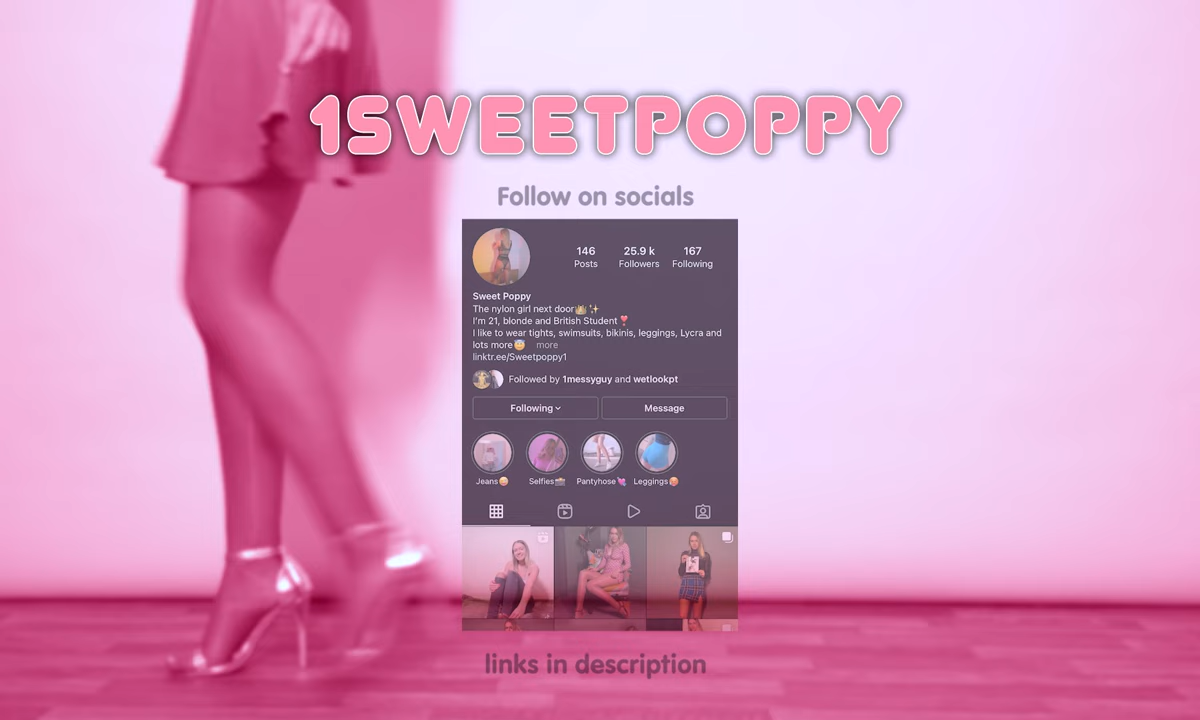 1SWEETPOPPY
Follow on socials
146 25.9 k 167
Posts Followers Following
Sweet Poppy
The nylon girl next door👑✨
I'm 21, blonde and British Student❣️
I like to wear tights, swimsuits, bikinis, leggings, Lycra and
lots more😇 more
linktr.ee/Sweetpoppy1
Followed by 1messyguy and wetlookpt
Following Message
Jeans😄 Selfies📸 Pantyhose💘 Leggings🥵
links in description